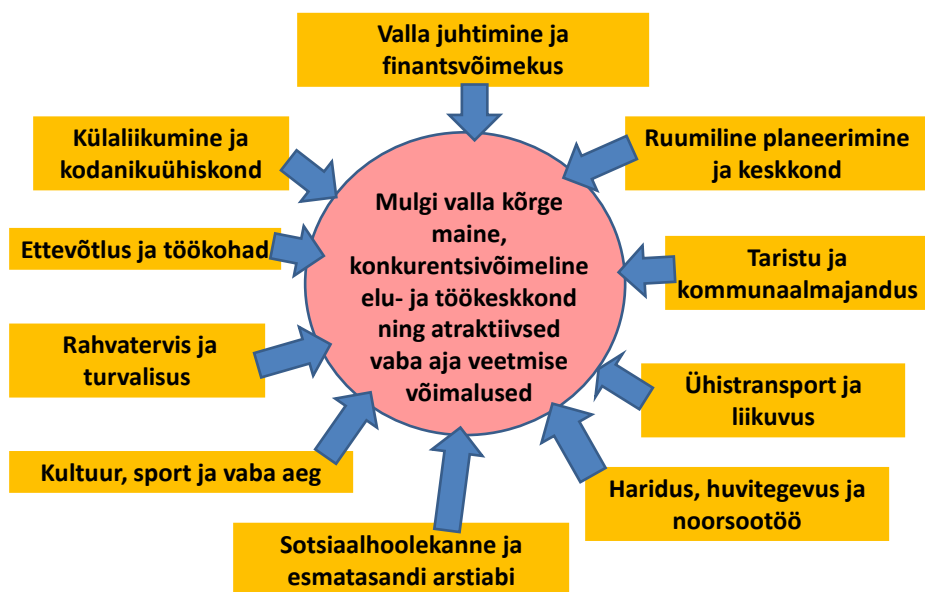 Valla juhtimine ja
finantsvõimekus
Külaliikumine ja
kodanikuühiskond
Ruumiline planeerimine
ja keskkond
Mulgi valla kõrge
maine,
konkurentsivõimeline
elu- ja töökeskkond
ning atraktiivsed
vaba aja veetmise
võimalused
Ettevõtlus ja töökohad
Taristu ja
kommunaalmajandus
Rahvatervis ja
turvalisus
Ühistransport ja
liikuvus
Kultuur, sport ja vaba aeg
Haridus, huvitegevus ja
noorsootöö
Sotsiaalhoolekanne ja
esmatasandi arstiabi